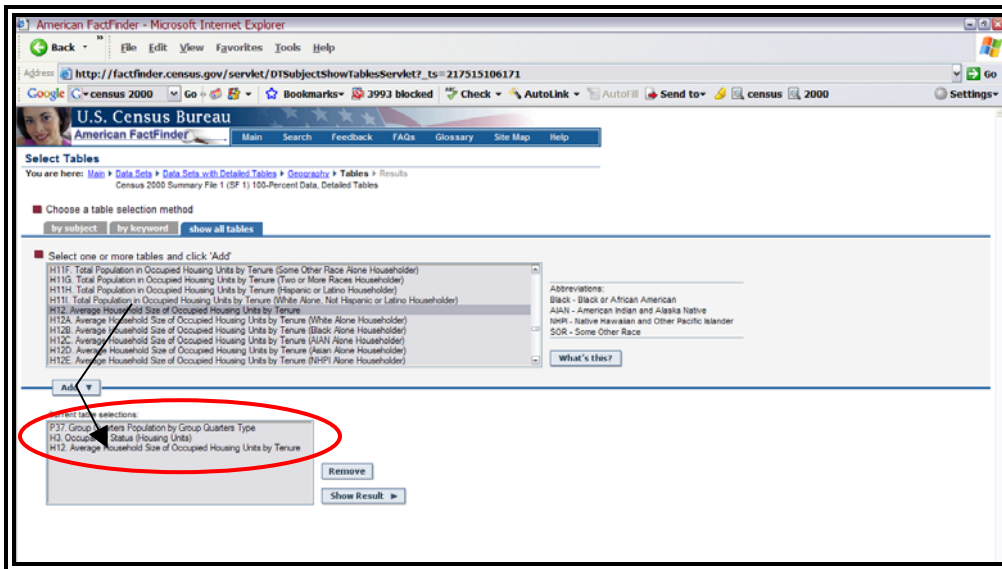 American FactFinder - Microsoft Internet Explorer
Back " File Edit View Favorites Tools Help
Address http://factfinder.census.gov/servlet/DTSubjectShowTablesServlet?_ts=217515106171 Go
Google G census 2000 Go Bookmarks 3993 blocked Check AutoLink AutoFill Send to census 2000 Settings
U.S. Census Bureau
American FactFinder Main Search Feedback FAQs Glossary Site Map Help
Select Tables
You are here: Main Data Sets Data Sets with Detailed Tables Geography Tables Results
Census 2000 Summary File 1 (SF 1) 100-Percent Data, Detailed Tables
Choose a table selection method
by subject by keyword show all tables
Select one or more tables and click 'Add'
H11F. Total Population in Occupied Housing Units by Tenure (Some Other Race Alone Householder)
H11G. Total Population in Occupied Housing Units by Tenure (Two or More Races Householder)
H11H. Total Population in Occupied Housing Units by Tenure (Hispanic or Latino Householder)
H11I. Total Population in Occupied Housing Units by Tenure (White Alone, Not Hispanic or Latino Householder)
H12. Average Household Size of Occupied Housing Units by Tenure
H12A. Average Household Size of Occupied Housing Units by Tenure (White Alone Householder)
H12B. Average Household Size of Occupied Housing Units by Tenure (Black Alone Householder)
H12C. Average Household Size of Occupied Housing Units by Tenure (AIAN Alone Householder)
H12D. Average Household Size of Occupied Housing Units by Tenure (Asian Alone Householder)
H12E. Average Household Size of Occupied Housing Units by Tenure (NHPI Alone Householder)
Abbreviations:
Black - Black or African American
AIAN - American Indian and Alaska Native
NHPI - Native Hawaiian and Other Pacific Islander
SOR - Some Other Race
What's this?
Add
Current table selections:
P37. Group Quarters Population by Group Quarters Type
H3. Occupancy Status (Housing Units)
H12. Average Household Size of Occupied Housing Units by Tenure
Remove
Show Result